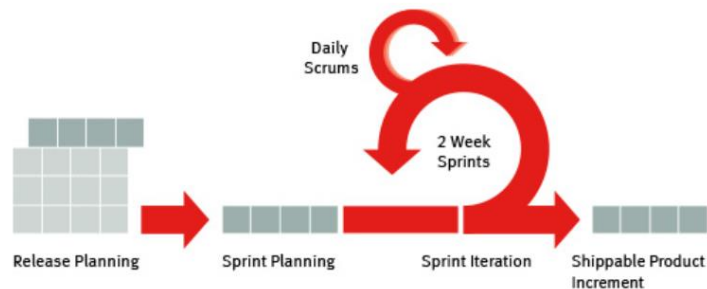 Daily
Scrums
2 Week
Sprints
Release Planning
Sprint Planning
Sprint Iteration
Shippable Product
Increment